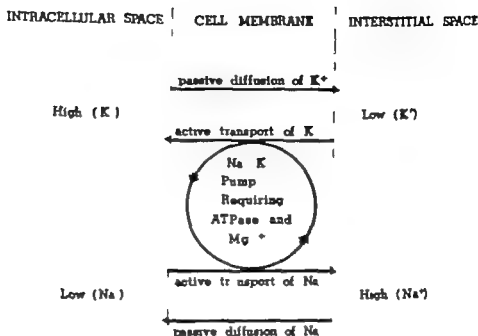 INTRACELLULAR SPACE CELL MEMBRANE INTERSTITIAL SPACE
passive diffusion of K+
High (K) Low (K+)
active transport of K
Na K
Pump
Requiring
ATPase and
Mg +
active tr nsport of Na
Low (Na) High (Na+)
passive diffusion of Na